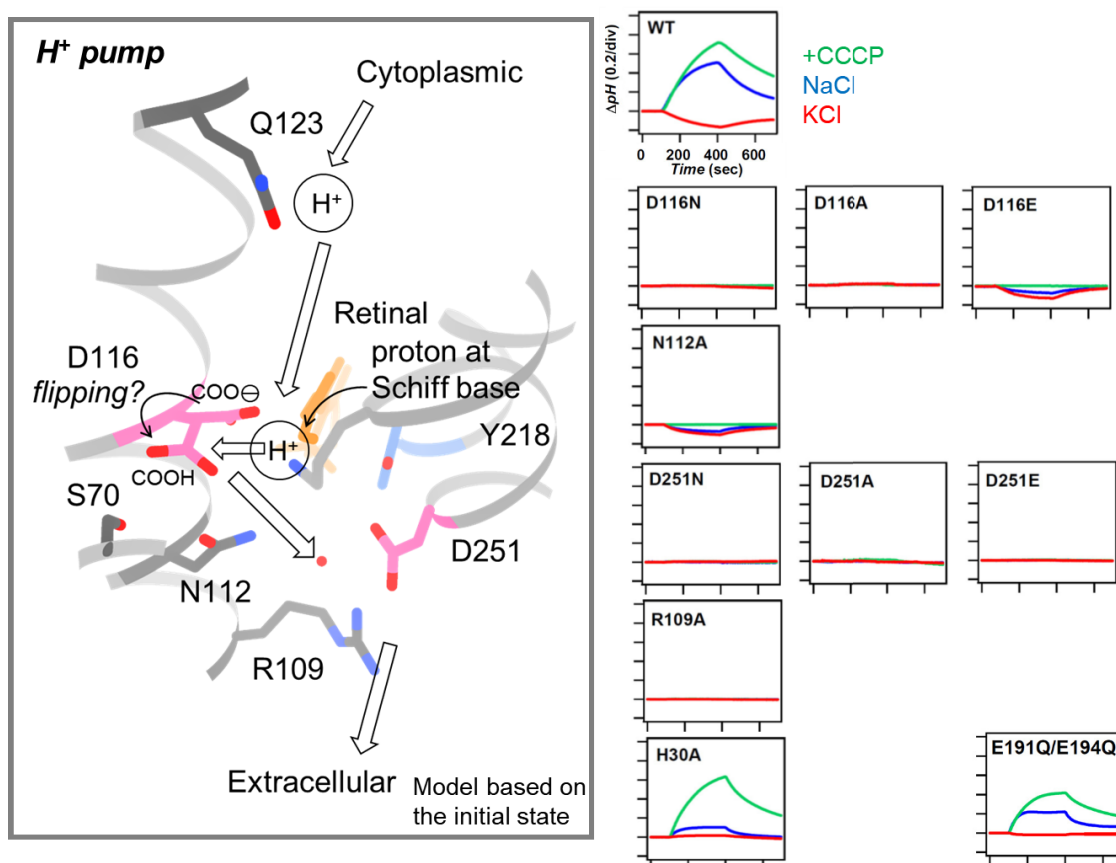 H+ pump
Cytoplasmic
Q123
H+
Retinal
proton at
Schiff base
D116
flipping?
COO⊖
H+
Y218
COOH
S70
D251
N112
R109
Extracellular
Model based on
the initial state
WT
+CCCP
NaCl
KCl
ΔpH (0.2/div)
0 200 400 600
Time (sec)
D116N
D116A
D116E
N112A
D251N
D251A
D251E
R109A
H30A
E191Q/E194Q